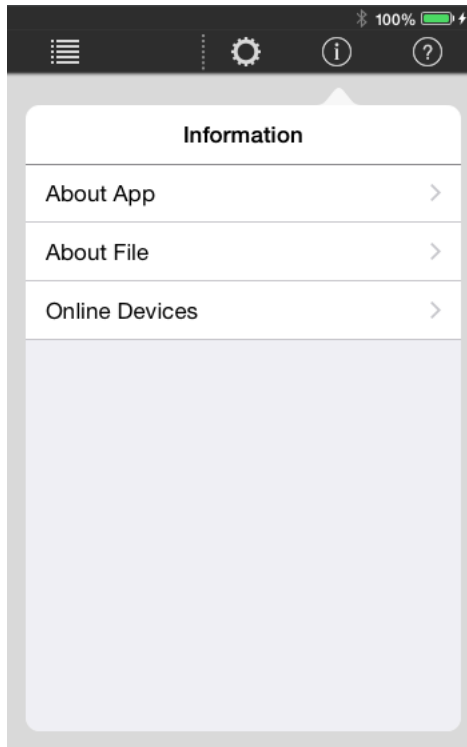 100%
i
?
Information
About App
About File
Online Devices